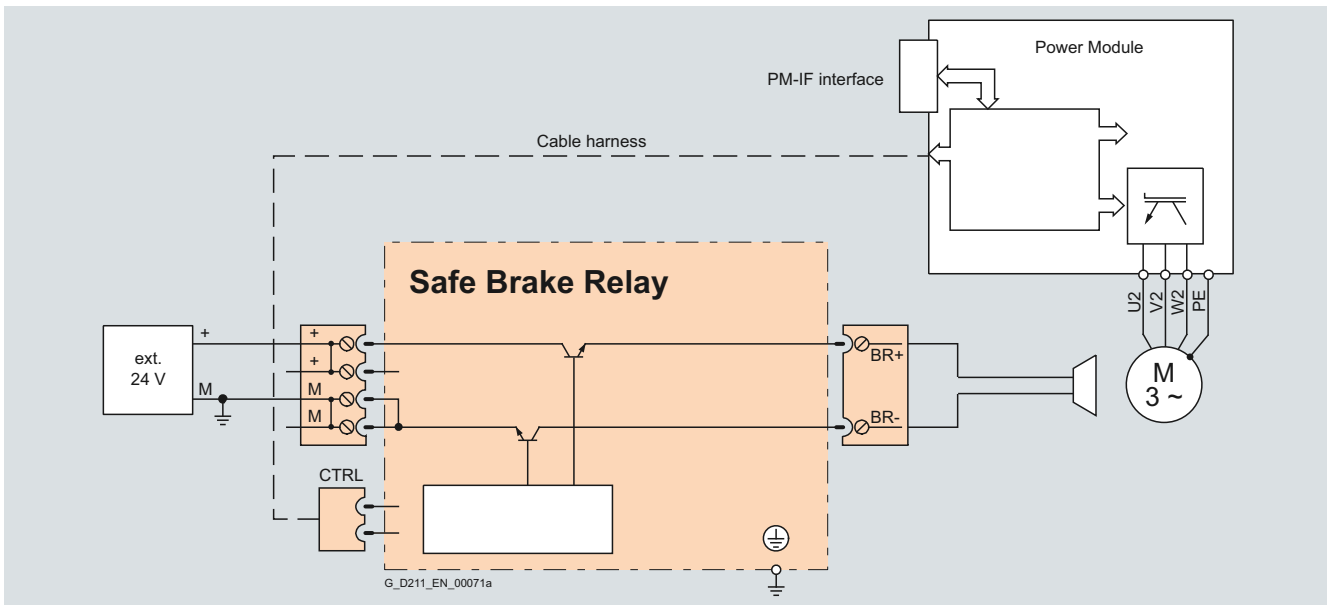 Power Module
PM-IF interface
Cable harness
U2
V2
W2
PE
Safe Brake Relay
ext.
24 V
+
M
+
+
M
M
BR+
BR-
M
3 ~
CTRL
G_D211_EN_00071a